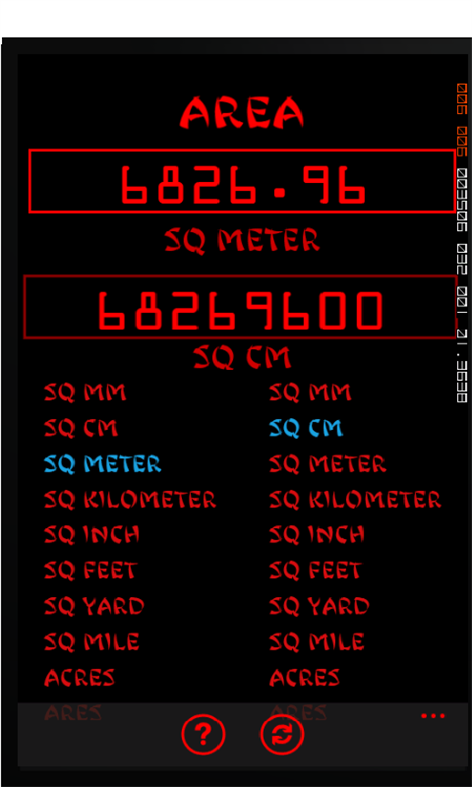 AREA
6826.96
SQ METER
68269600
SQ CM
SQ MM SQ MM
SQ CM SQ CM
SQ METER SQ METER
SQ KILOMETER SQ KILOMETER
SQ INCH SQ INCH
SQ FEET SQ FEET
SQ YARD SQ YARD
SQ MILE SQ MILE
ACRES ACRES
ARES ARES
? ...